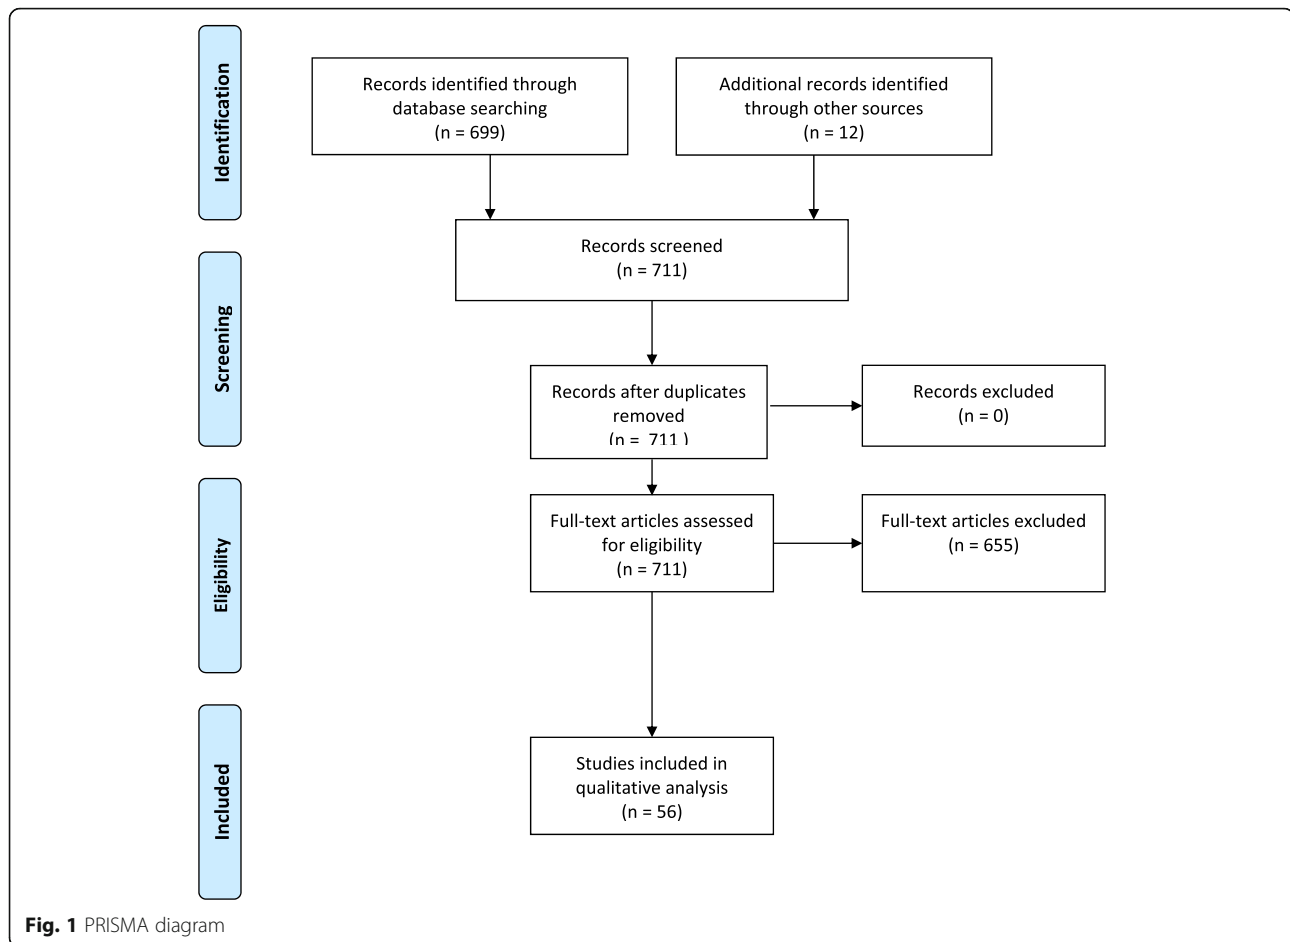 Identification
Records identified through
database searching
(n = 699)
Additional records identified
through other sources
(n = 12)
Records screened
(n = 711)
Screening
Records after duplicates
removed
(n = 711 )
Records excluded
(n = 0)
Eligibility
Full-text articles assessed
for eligibility
(n = 711)
Full-text articles excluded
(n = 655)
Included
Studies included in
qualitative analysis
(n = 56)
Fig. 1 PRISMA diagram